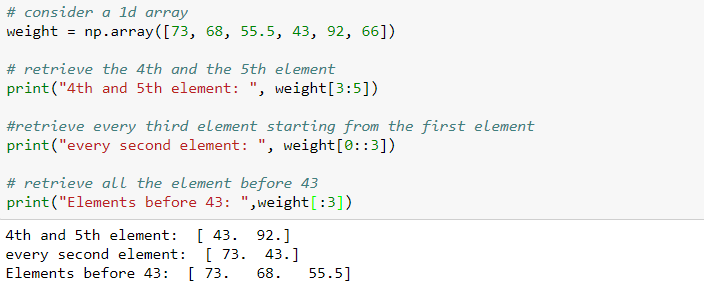 # consider a 1d array
weight = np.array([73, 68, 55.5, 43, 92, 66])
# retrieve the 4th and the 5th element
print("4th and 5th element: ", weight[3:5])
#retrieve every third element starting from the first element
print("every second element: ", weight[0::3])
# retrieve all the element before 43
print("Elements before 43: ",weight[:3])
4th and 5th element:  [ 43.  92.]
every second element:  [ 73.  43.]
Elements before 43:  [ 73.   68.   55.5]